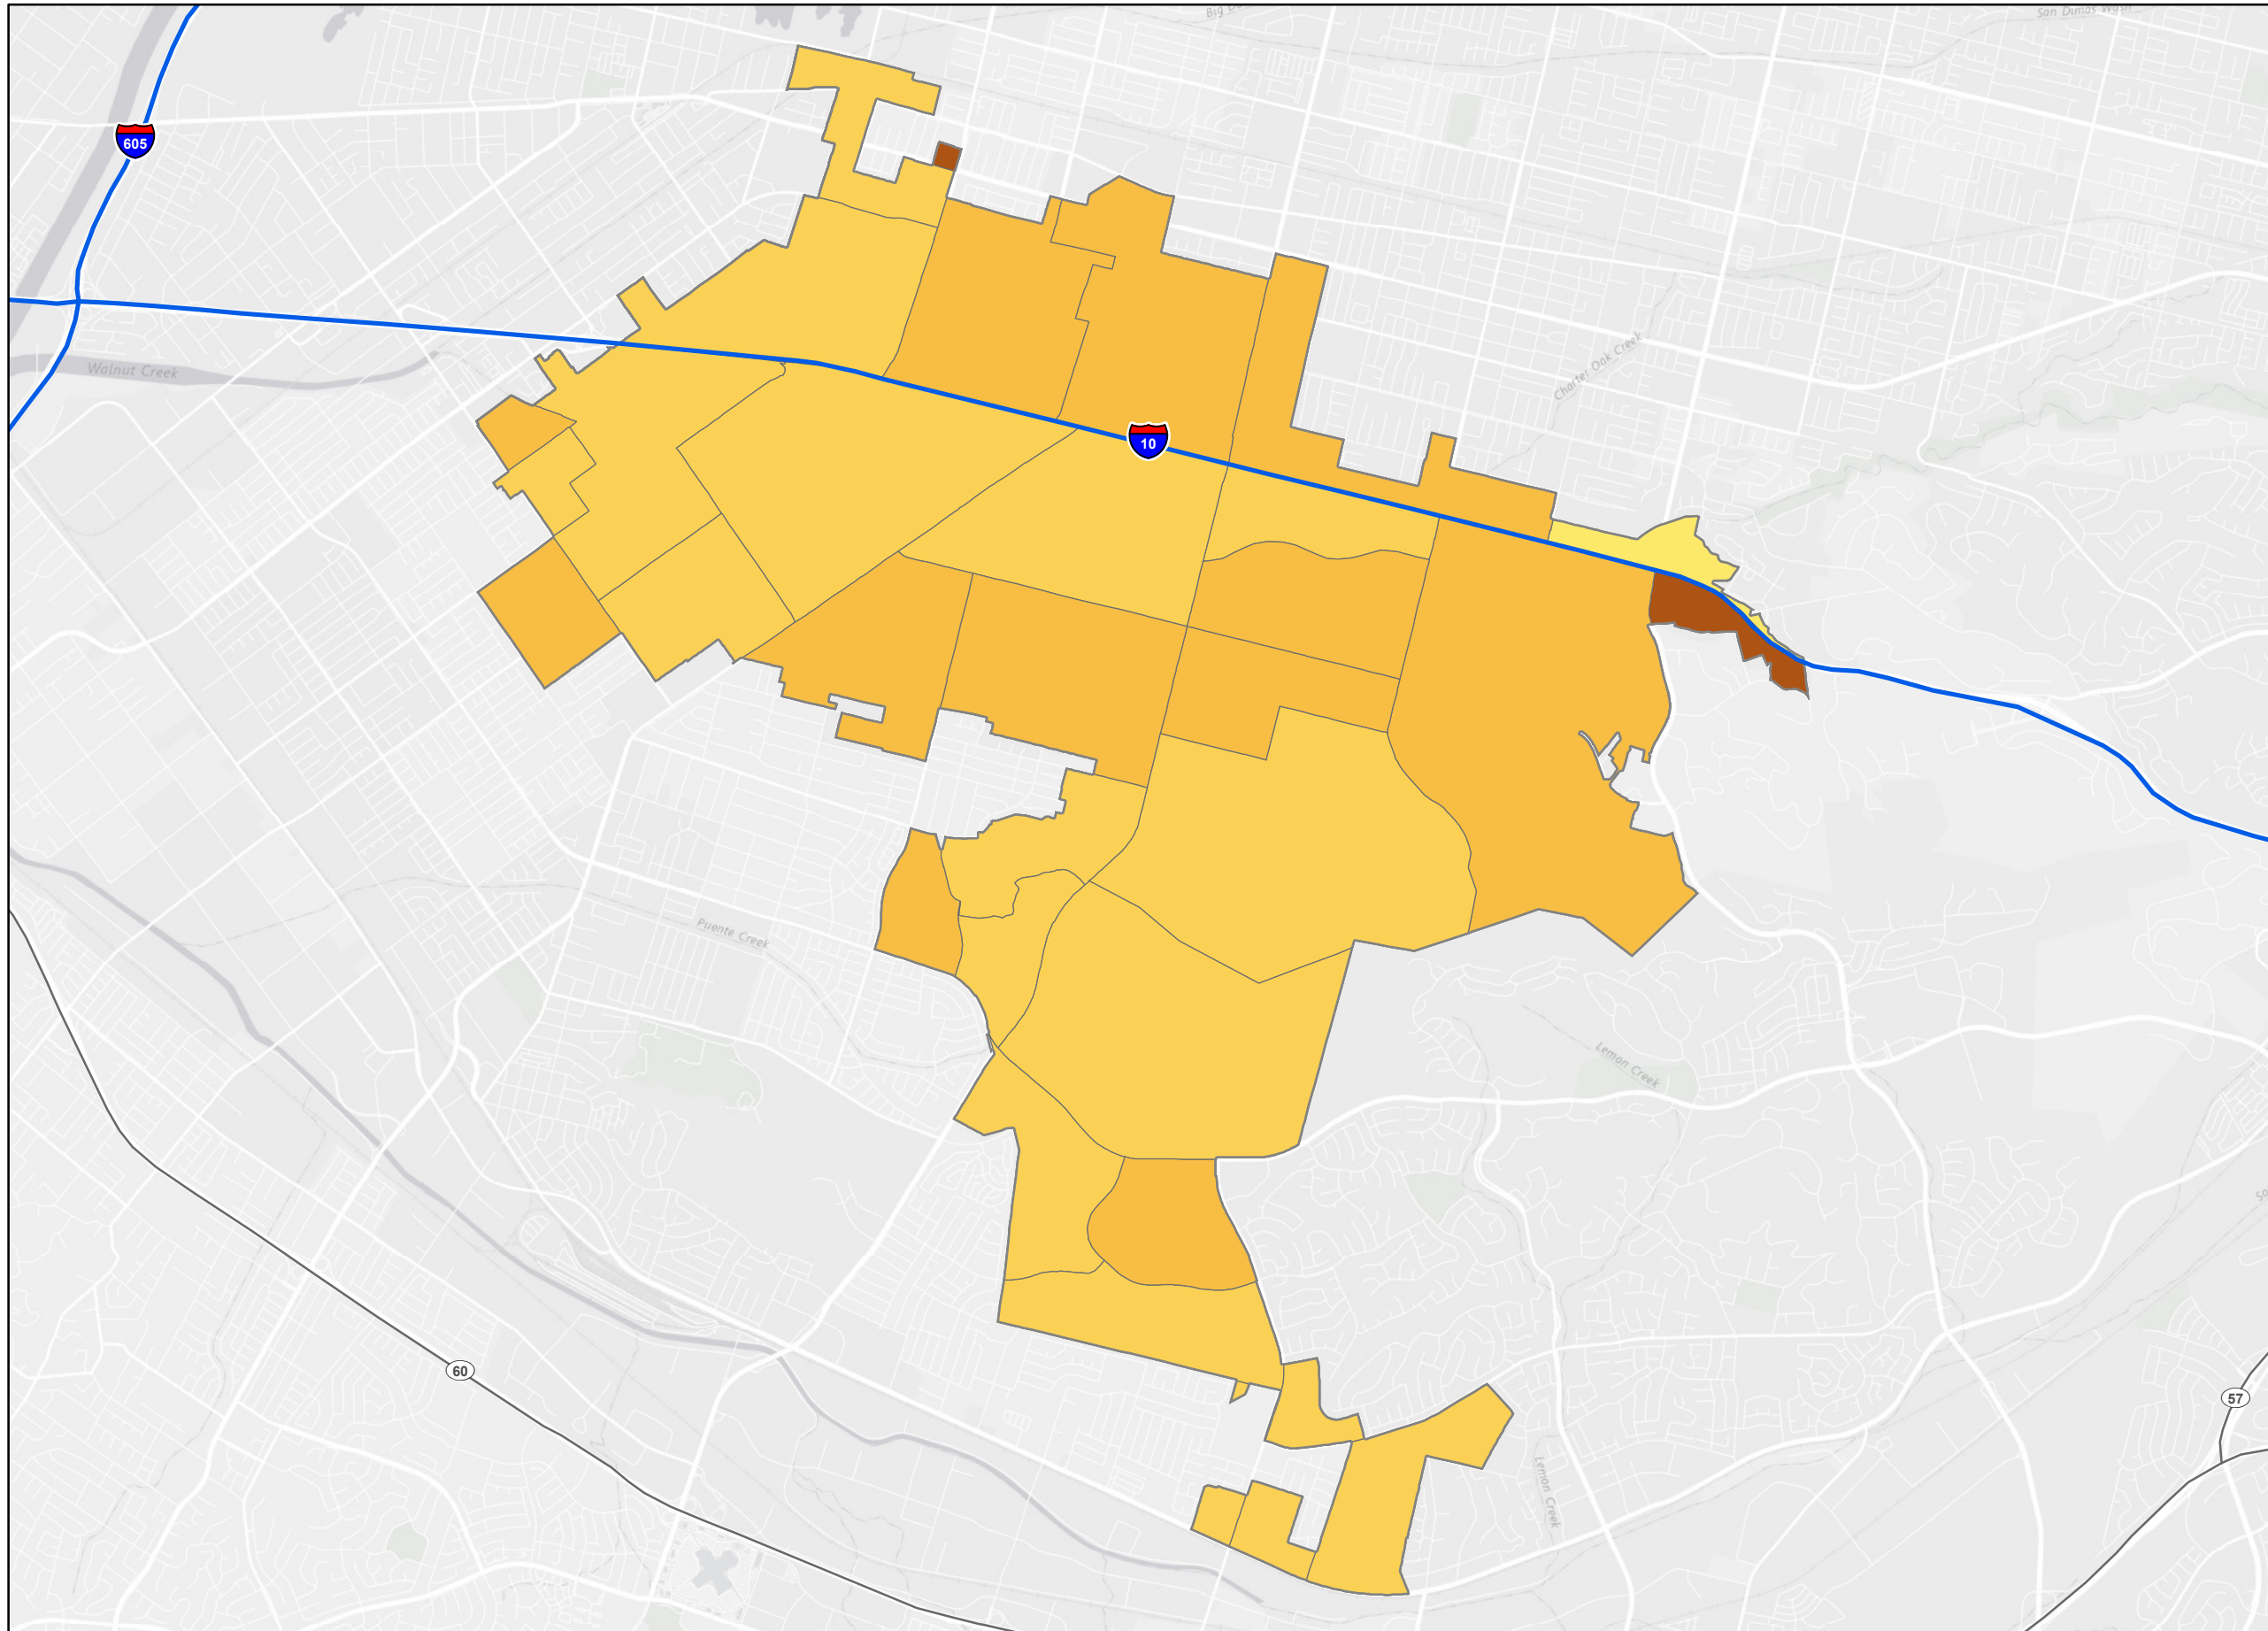 San Dimas Wash
605
Walnut Creek
Charter Oak Creek
10
Puente Creek
Lemon Creek
60
57
Lemon Creek